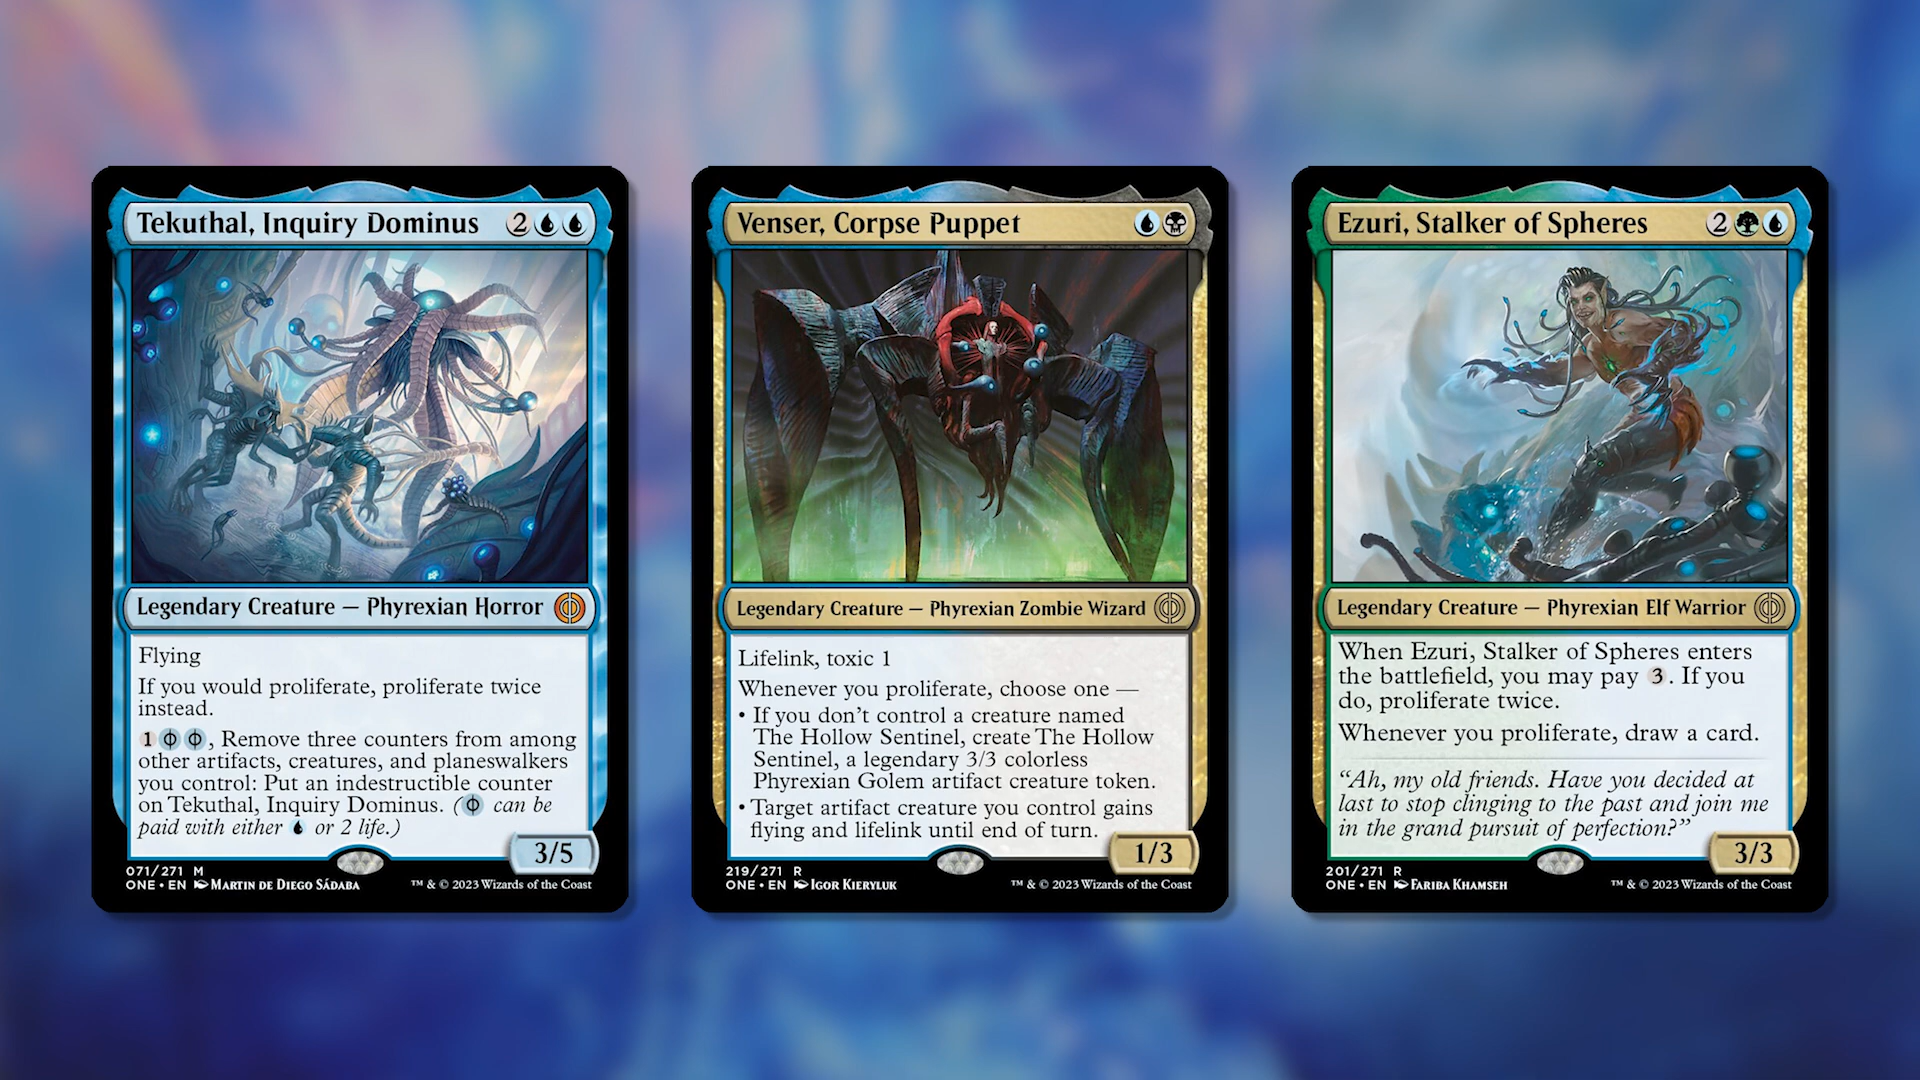 Tekuthal, Inquiry Dominus 2
Legendary Creature — Phyrexian Horror
Flying
If you would proliferate, proliferate twice
instead.
1, Remove three counters from among
other artifacts, creatures, and planeswalkers
you control: Put an indestructible counter
on Tekuthal, Inquiry Dominus. ( can be
paid with either or 2 life.)
3/5
071/271 M
ONE • EN Martin de Diego Sádaba
™ & © 2023 Wizards of the Coast
Venser, Corpse Puppet
Legendary Creature — Phyrexian Zombie Wizard
Lifelink, toxic 1
Whenever you proliferate, choose one —
• If you don't control a creature named
The Hollow Sentinel, create The Hollow
Sentinel, a legendary 3/3 colorless
Phyrexian Golem artifact creature token.
• Target artifact creature you control gains
flying and lifelink until end of turn.
1/3
219/271 R
ONE • EN Igor Kieryluk
™ & © 2023 Wizards of the Coast
Ezuri, Stalker of Spheres 2
Legendary Creature — Phyrexian Elf Warrior
When Ezuri, Stalker of Spheres enters
the battlefield, you may pay 3. If you
do, proliferate twice.
Whenever you proliferate, draw a card.
“Ah, my old friends. Have you decided at
last to stop clinging to the past and join me
in the grand pursuit of perfection?”
3/3
201/271 R
ONE • EN Fariba Khamseh
™ & © 2023 Wizards of the Coast